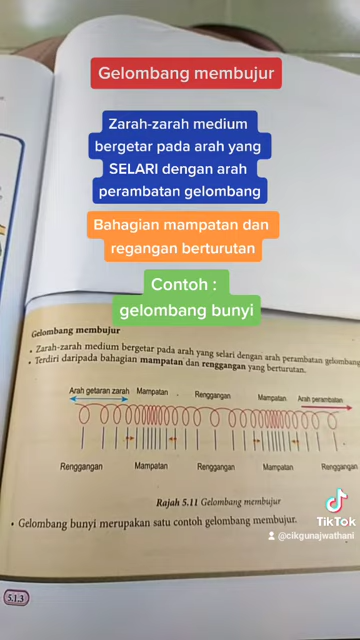 Gelombang membujur
Zarah-zarah medium
bergetar pada arah yang
SELARI dengan arah
perambatan gelombang
Bahagian mampatan dan
regangan berturutan
Contoh :
gelombang bunyi
Gelombang membujur
• Zarah-zarah medium bergetar pada arah yang selari dengan arah perambatan gelombang
• Terdiri daripada bahagian mampatan dan renggangan yang berturutan.
Arah getaran zarah Mampatan Renggangan Mampatan Arah perambatan
Renggangan Mampatan Renggangan Mampatan Renggangan
Rajah 5.11 Gelombang membujur
• Gelombang bunyi merupakan satu contoh gelombang membujur.
TikTok
@cikgunajwathani
5.1.3